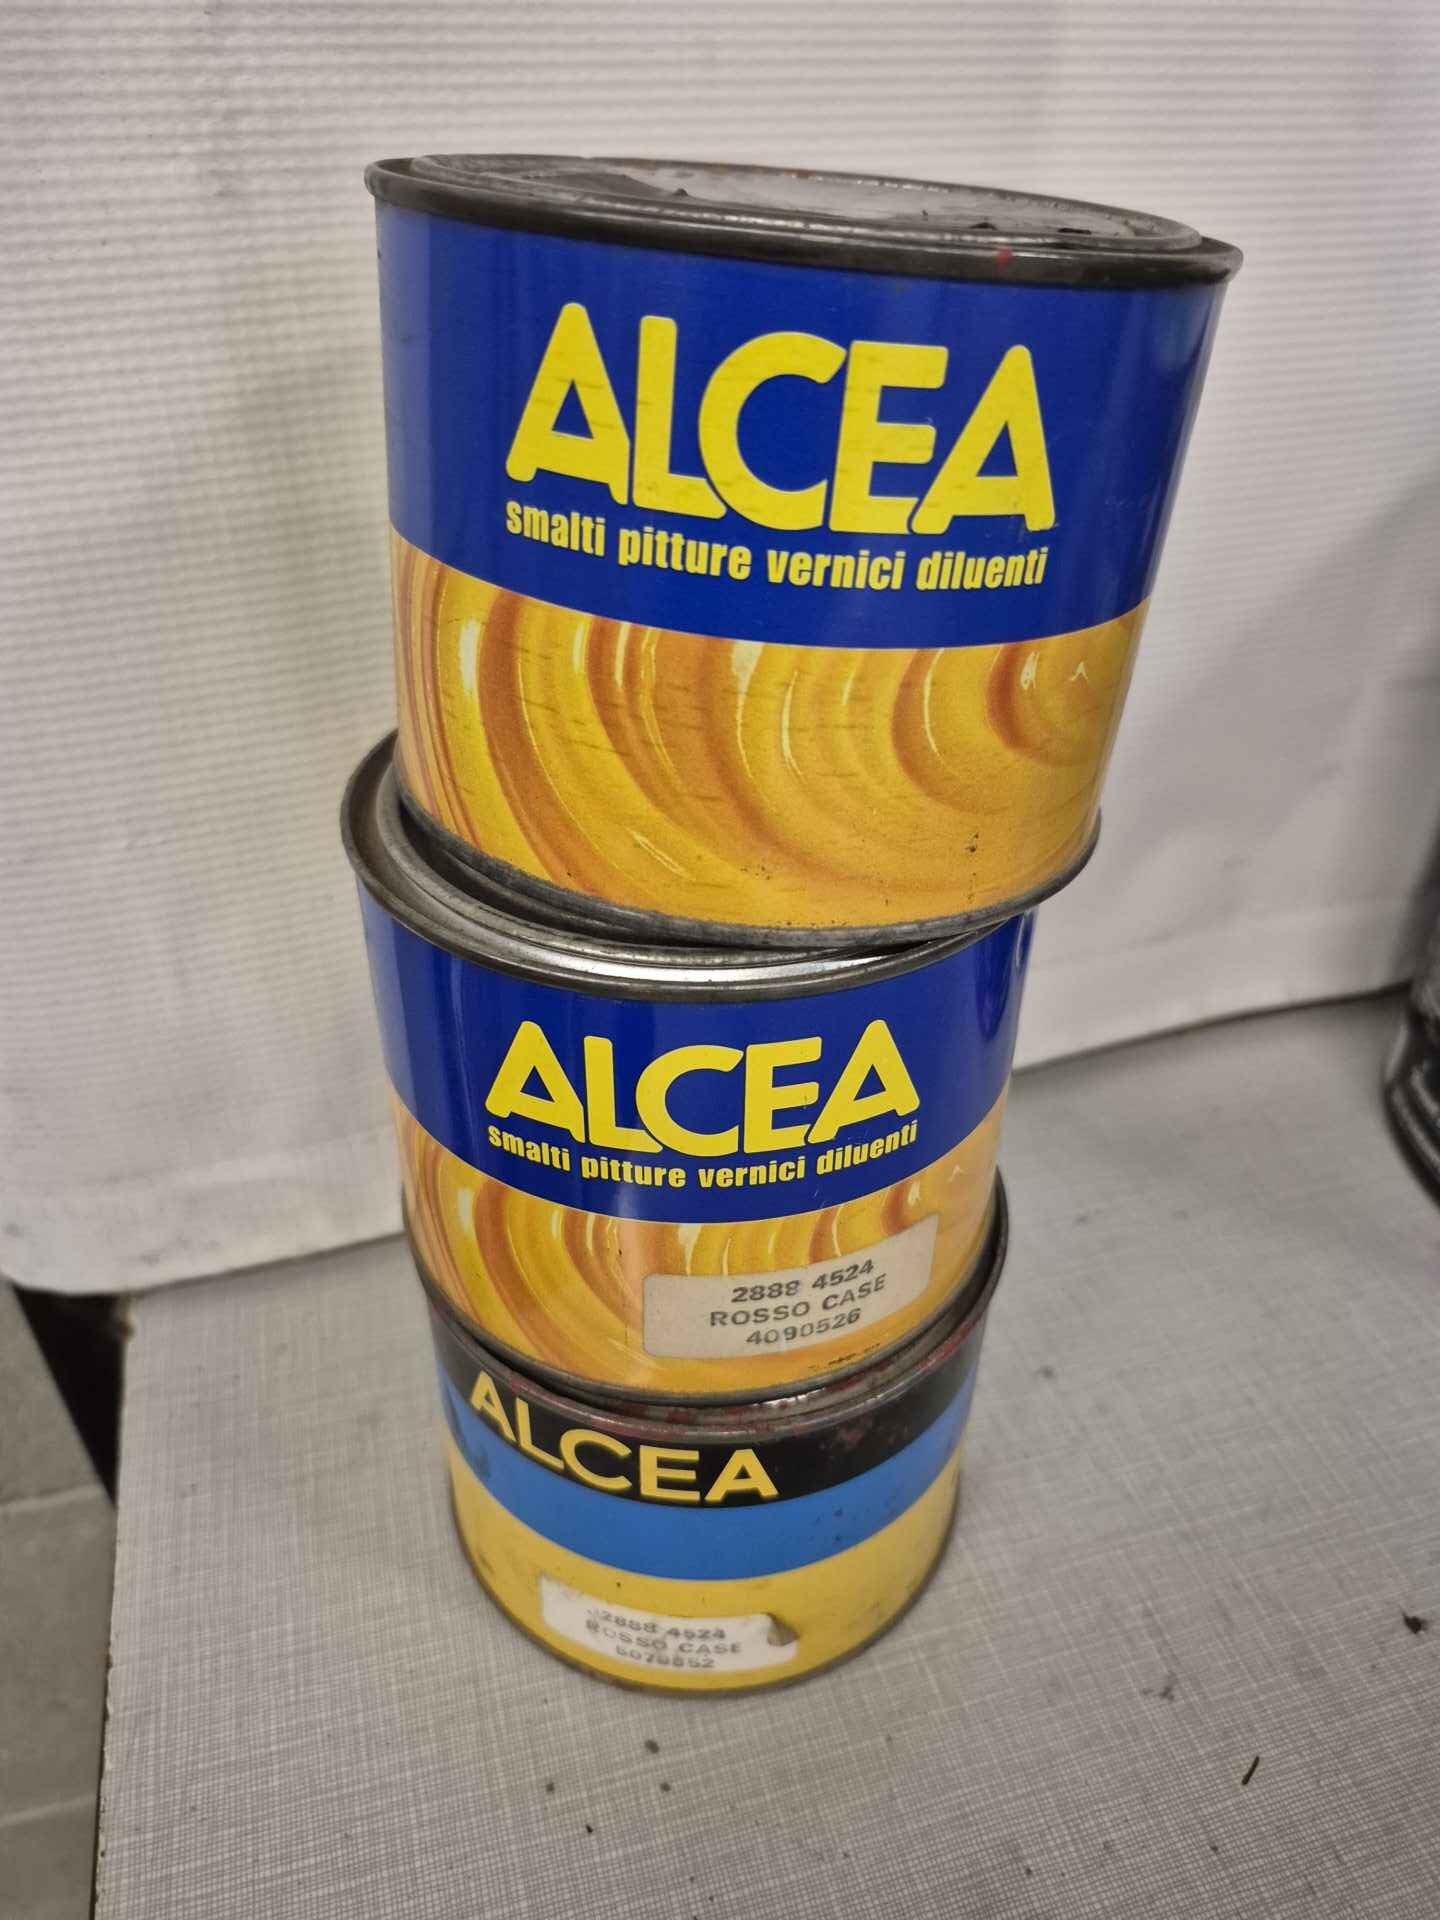 ALCEA
smalti pitture vernici diluenti
ALCEA
smalti pitture vernici diluenti
2888 4524
ROSSO CASE
4090526
ALCEA
2888 4524
ROSSO CASE